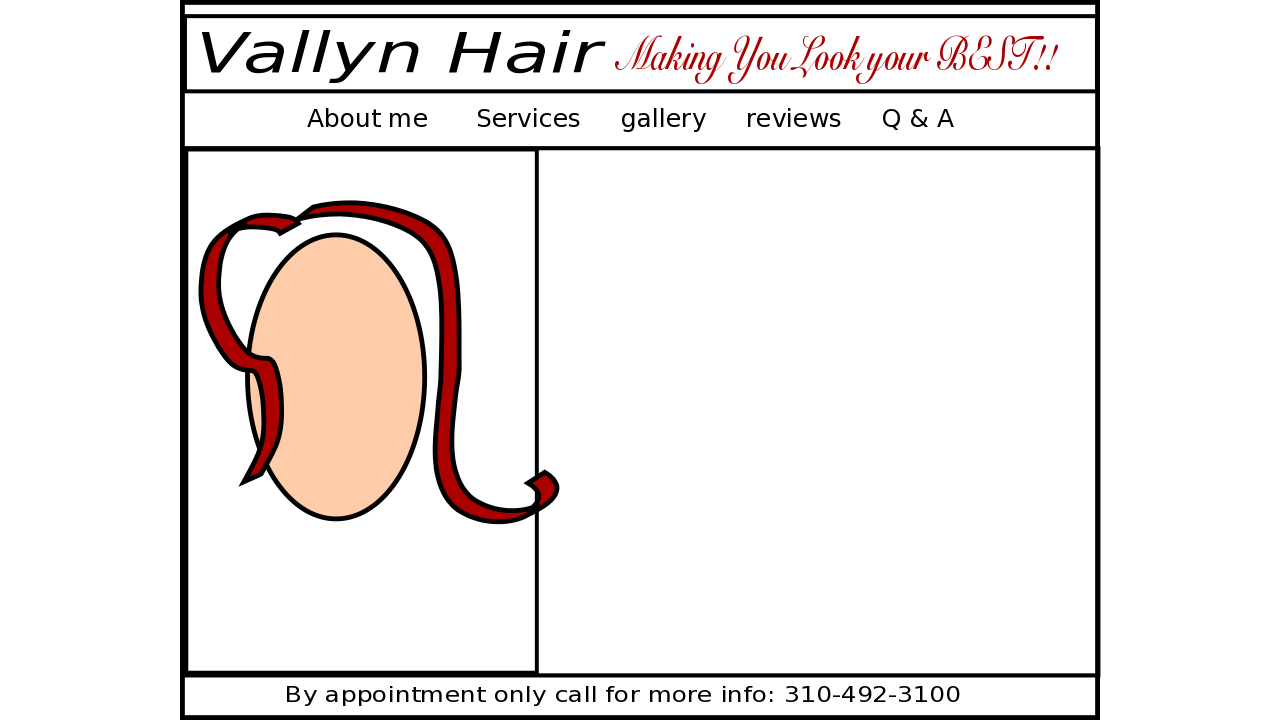 Vallyn Hair Making You Look your BEST!!
About me Services gallery reviews Q & A
By appointment only call for more info: 310-492-3100